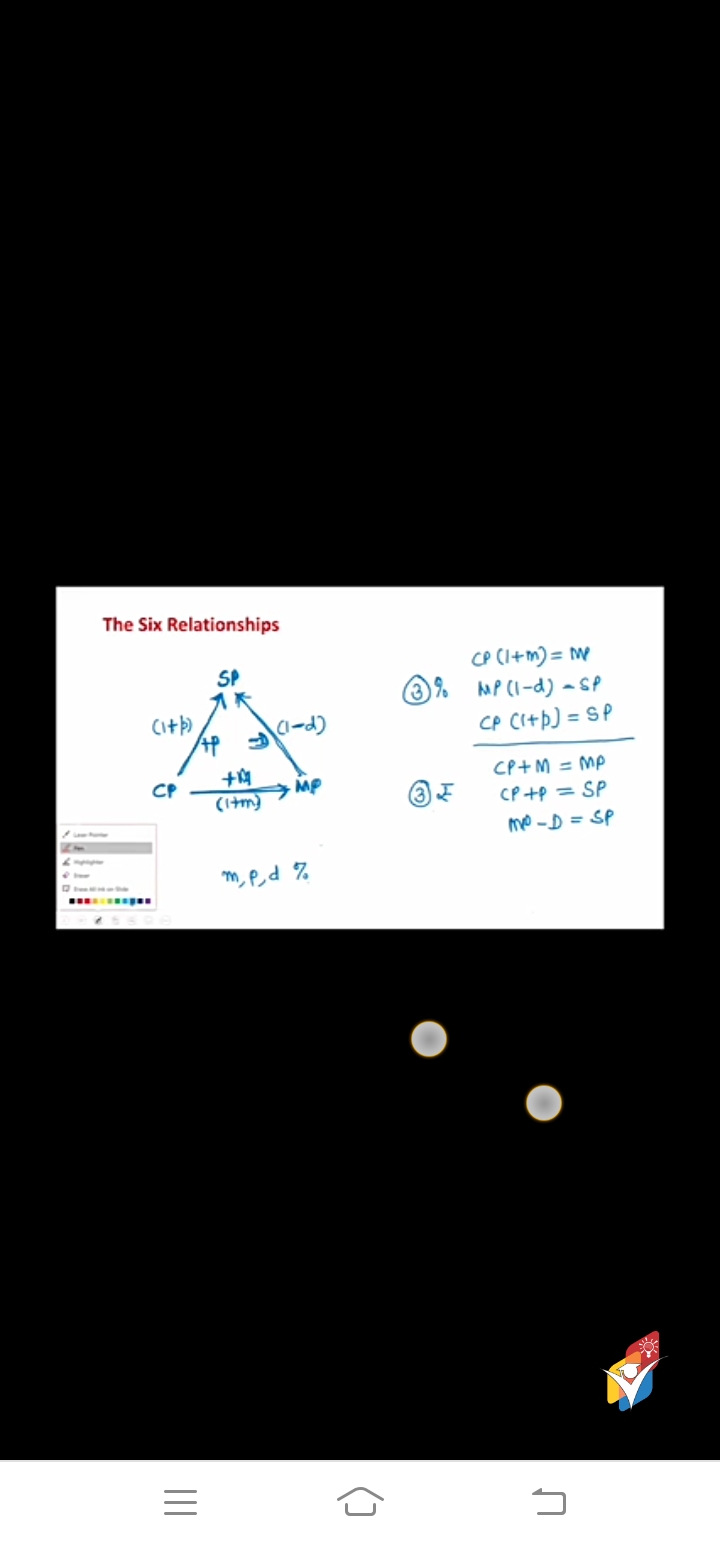 The Six Relationships
SP
(1+p)
+P
-D
(1-d)
CP
+M
(1+m)
MP
m, p, d %
③ %
CP (1+m) = MP
MP (1-d) = SP
CP (1+p) = SP
③ ₹
CP+M = MP
CP+P = SP
MP-D = SP
Laser Pointer
Pen
Highlighter
Eraser
Erase All Ink on Slide